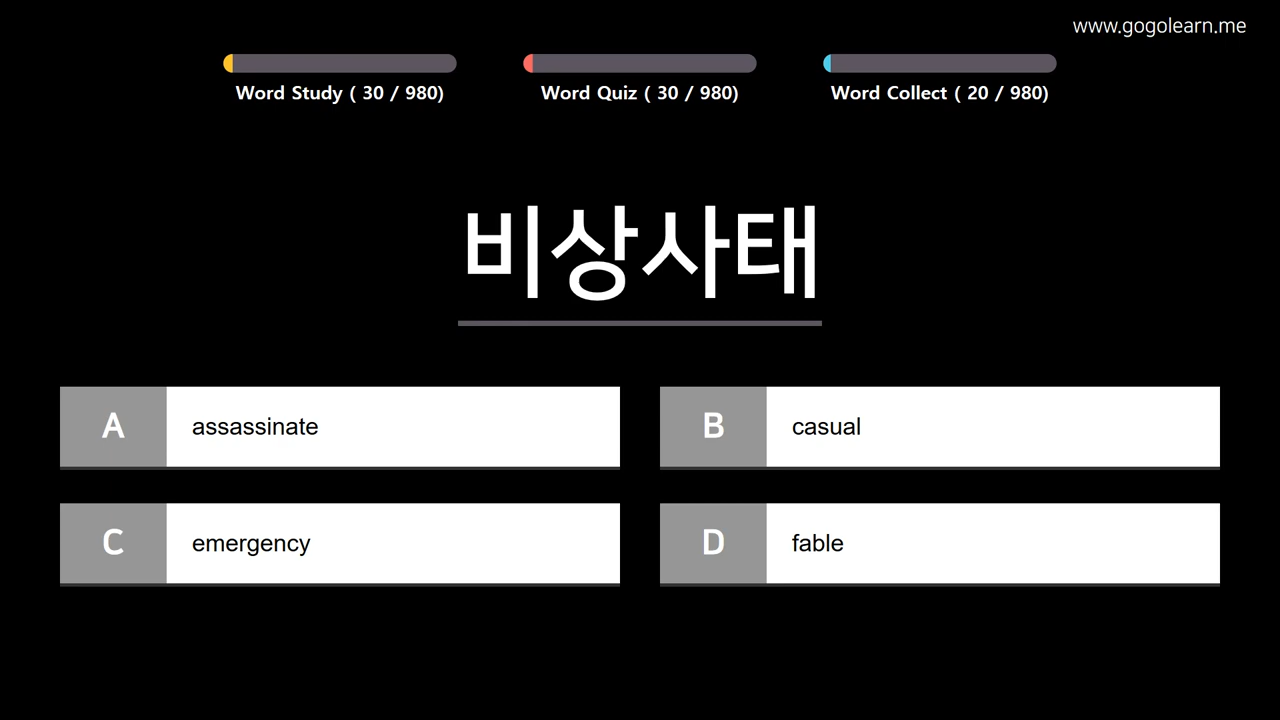 www.gogolearn.me
Word Study ( 30 / 980)
Word Quiz ( 30 / 980)
Word Collect ( 20 / 980)
비상사태
A assassinate
B casual
C emergency
D fable